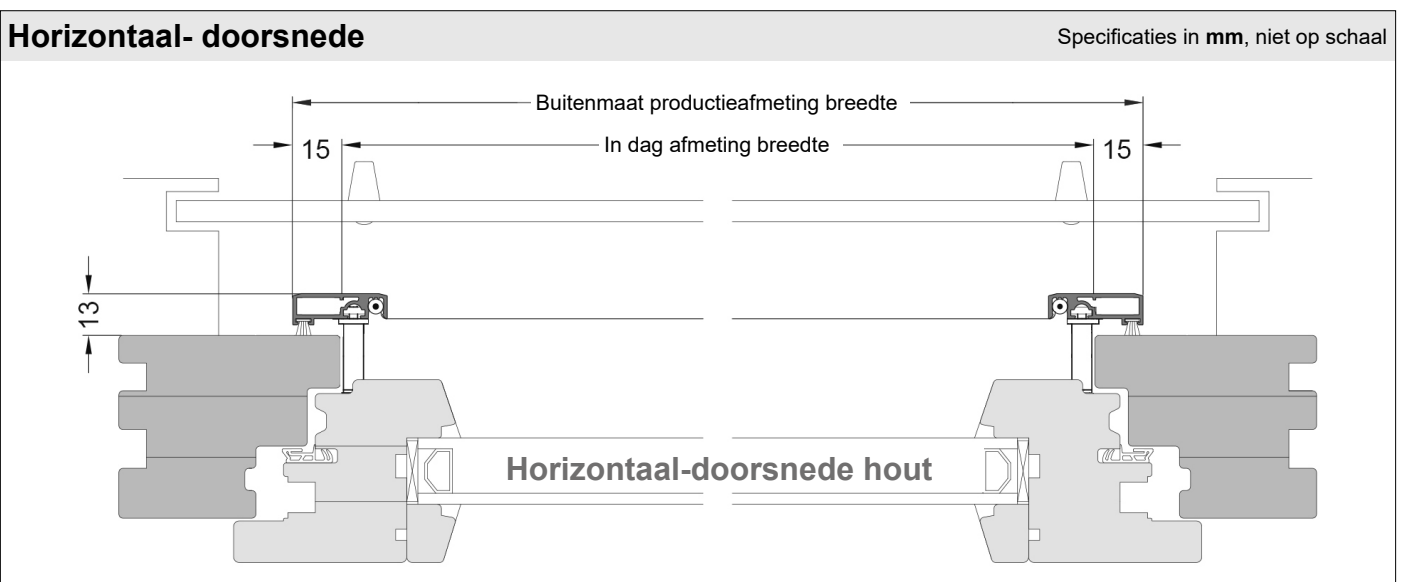 Horizontaal- doorsnede
Specificaties in mm, niet op schaal
Buitenmaat productieafmeting breedte
15
In dag afmeting breedte
15
13
Horizontaal-doorsnede hout